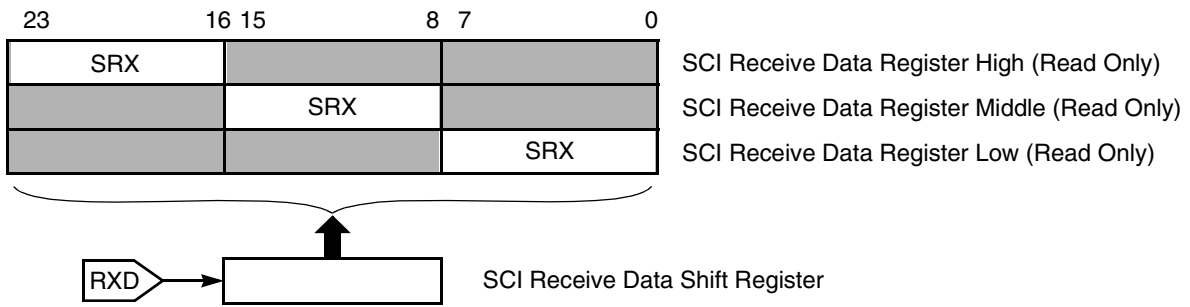 23 16 15 8 7 0
SRX SCI Receive Data Register High (Read Only)
SRX SCI Receive Data Register Middle (Read Only)
SRX SCI Receive Data Register Low (Read Only)
RXD SCI Receive Data Shift Register